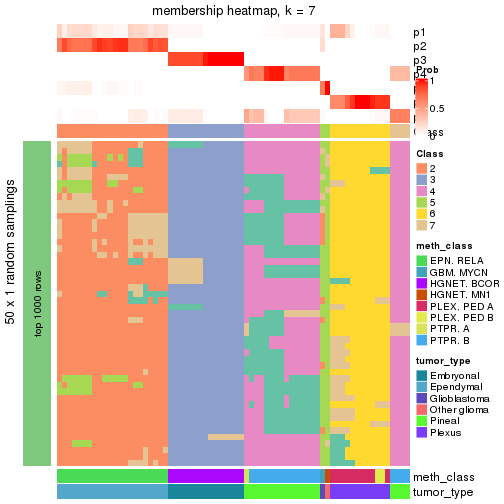 membership heatmap, k = 7
p1
p2
p3
p4
Prob
1
0.5
0
Class
2
3
4
5
6
7
meth_class
EPN, RELA
GBM, MYCN
HGNET, BCOR
HGNET, MN1
PLEX, PED A
PLEX, PED B
PTPR, A
PTPR, B
tumor_type
Embryonal
Ependymal
Glioblastoma
Other glioma
Pineal
Plexus
50 x 1 random samplings
top 1000 rows
meth_class
tumor_type